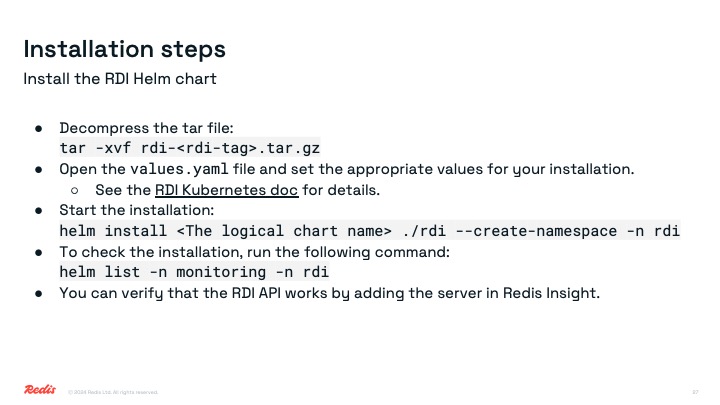 Installation steps
Install the RDI Helm chart
● Decompress the tar file:
tar -xvf rdi-<rdi-tag>.tar.gz
● Open the values.yaml file and set the appropriate values for your installation.
○ See the RDI Kubernetes doc for details.
● Start the installation:
helm install <The logical chart name> ./rdi --create-namespace -n rdi
● To check the installation, run the following command:
helm list -n monitoring -n rdi
● You can verify that the RDI API works by adding the server in Redis Insight.
Redis © 2024 Redis Ltd. All rights reserved.